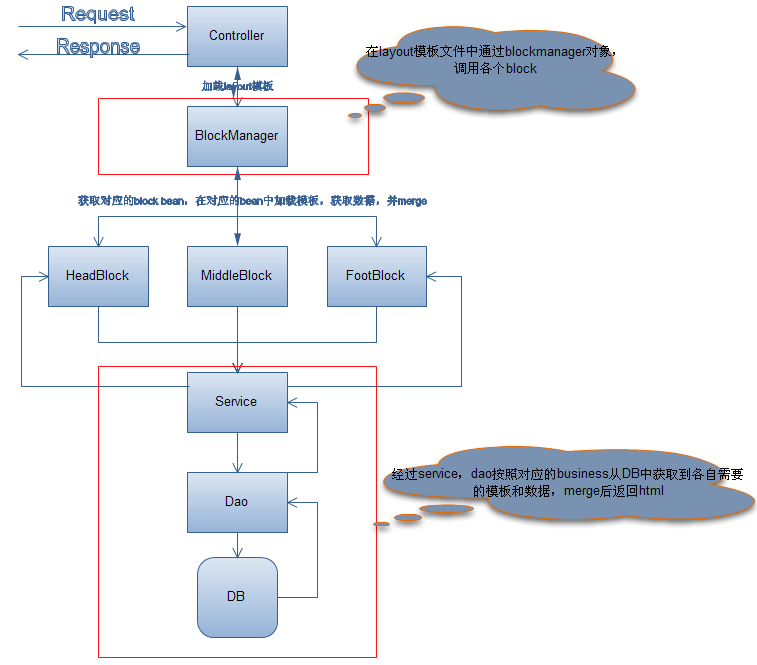 Request
Response
Controller
在layout模板文件中通过blockmanager对象,
调用各个block
加载layout模板
BlockManager
获取对应的block bean，在对应的bean中加载模板，获取数据，并merge
HeadBlock
MiddleBlock
FootBlock
Service
经过service，dao按照对应的business从DB中获取到各自需要
的模板和数据，merge后返回html
Dao
DB